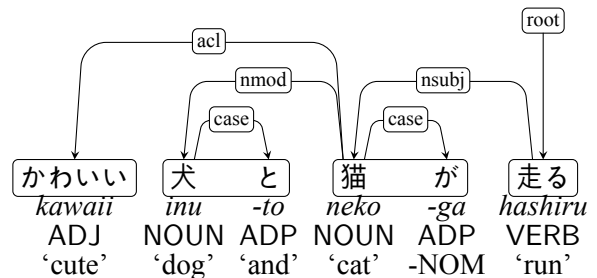 root
acl
nmod
nsubj
case
case
かわいい 犬 と 猫 が 走る
kawaii inu -to neko -ga hashiru
ADJ NOUN ADP NOUN ADP VERB
‘cute’ ‘dog’ ‘and’ ‘cat’ -NOM ‘run’